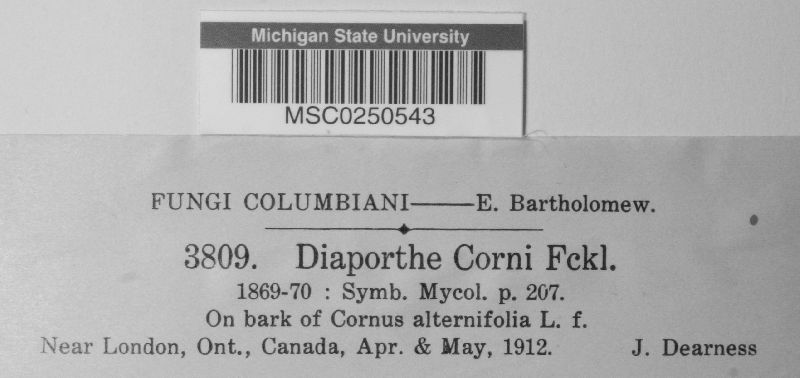 Michigan State University
MSC0250543
FUNGI COLUMBIANI——E. Bartholomew.
3809. Diaporthe Corni Fckl.
1869-70 : Symb. Mycol. p. 207.
On bark of Cornus alternifolia L. f.
Near London, Ont., Canada, Apr. & May, 1912. J. Dearness